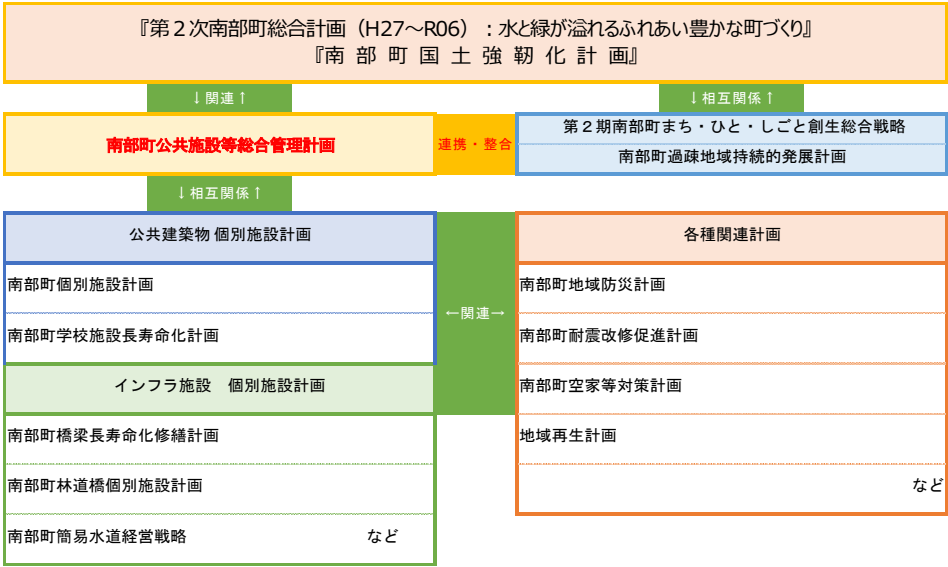 『第２次南部町総合計画（H27～R06）：水と緑が溢れるふれあい豊かな町づくり』
『南部町国土強靭化計画』
↓関連↑
↓相互関係↑
南部町公共施設等総合管理計画
連携・整合
第２期南部町まち・ひと・しごと創生総合戦略
南部町過疎地域持続的発展計画
↓相互関係↑
公共建築物 個別施設計画
南部町個別施設計画
南部町学校施設長寿命化計画
インフラ施設　個別施設計画
南部町橋梁長寿命化修繕計画
南部町林道橋個別施設計画
南部町簡易水道経営戦略　など
←関連→
各種関連計画
南部町地域防災計画
南部町耐震改修促進計画
南部町空家等対策計画
地域再生計画
など